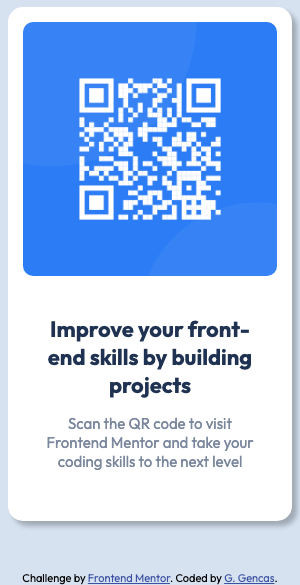 Improve your front-
end skills by building
projects
Scan the QR code to visit
Frontend Mentor and take your
coding skills to the next level
Challenge by Frontend Mentor. Coded by G. Gencas.